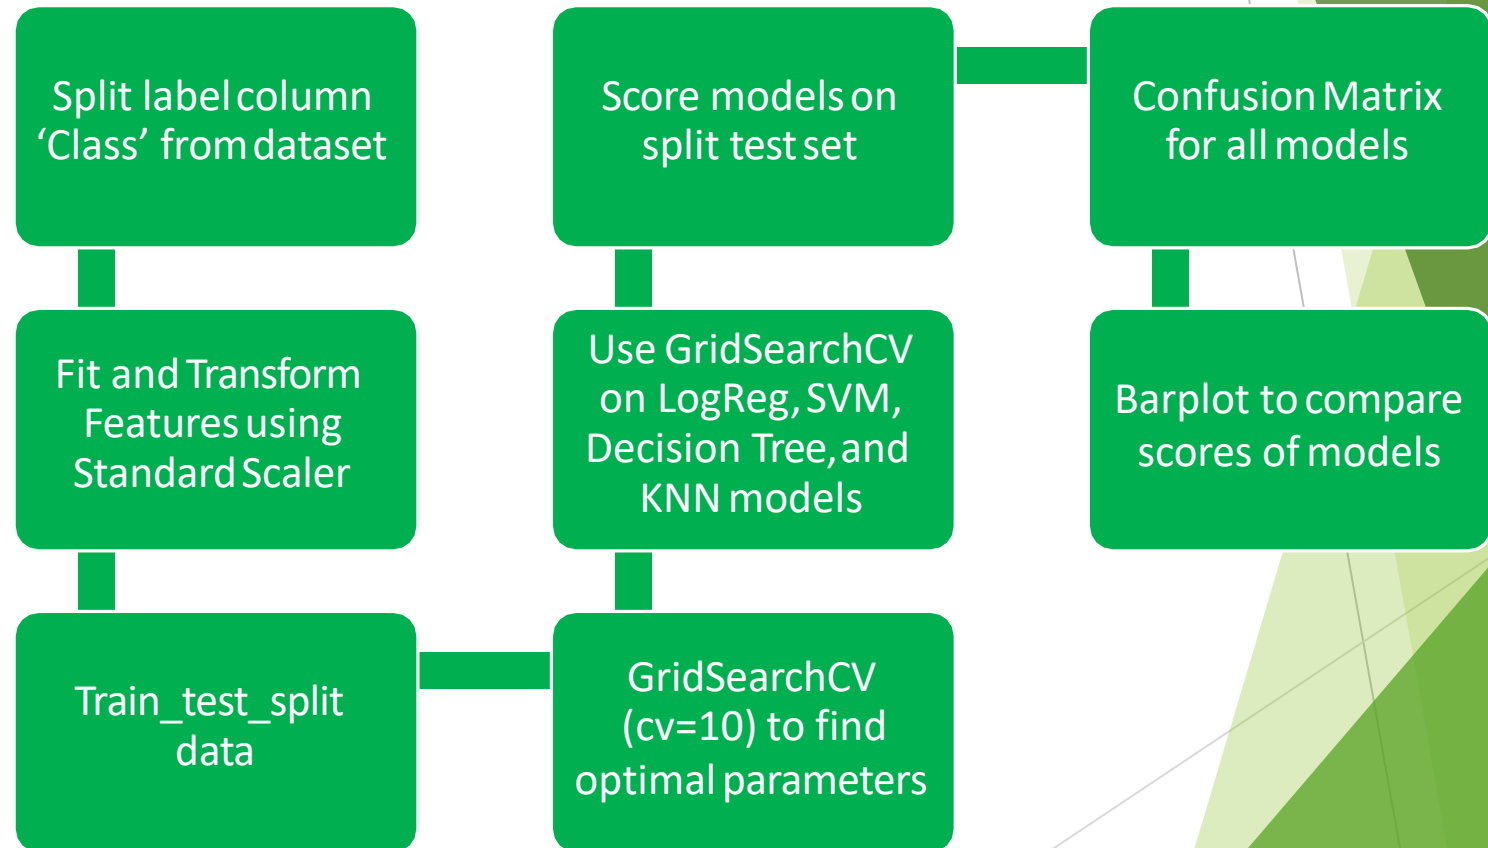 Split label column
‘Class’ from dataset
Fit and Transform
Features using
Standard Scaler
Train_test_split
data
GridSearchCV
(cv=10) to find
optimal parameters
Use GridSearchCV
on LogReg, SVM,
Decision Tree, and
KNN models
Score models on
split test set
Confusion Matrix
for all models
Barplot to compare
scores of models